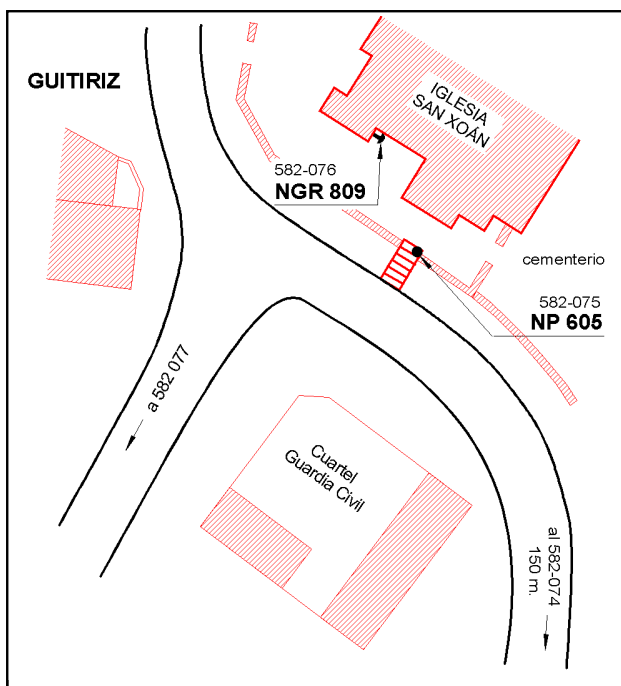 GUITIRIZ
IGLESIA
SAN XOÁN
582-076
NGR 809
cementerio
582-075
NP 605
a 582 077
Cuartel
Guardia Civil
al 582-074
150 m.